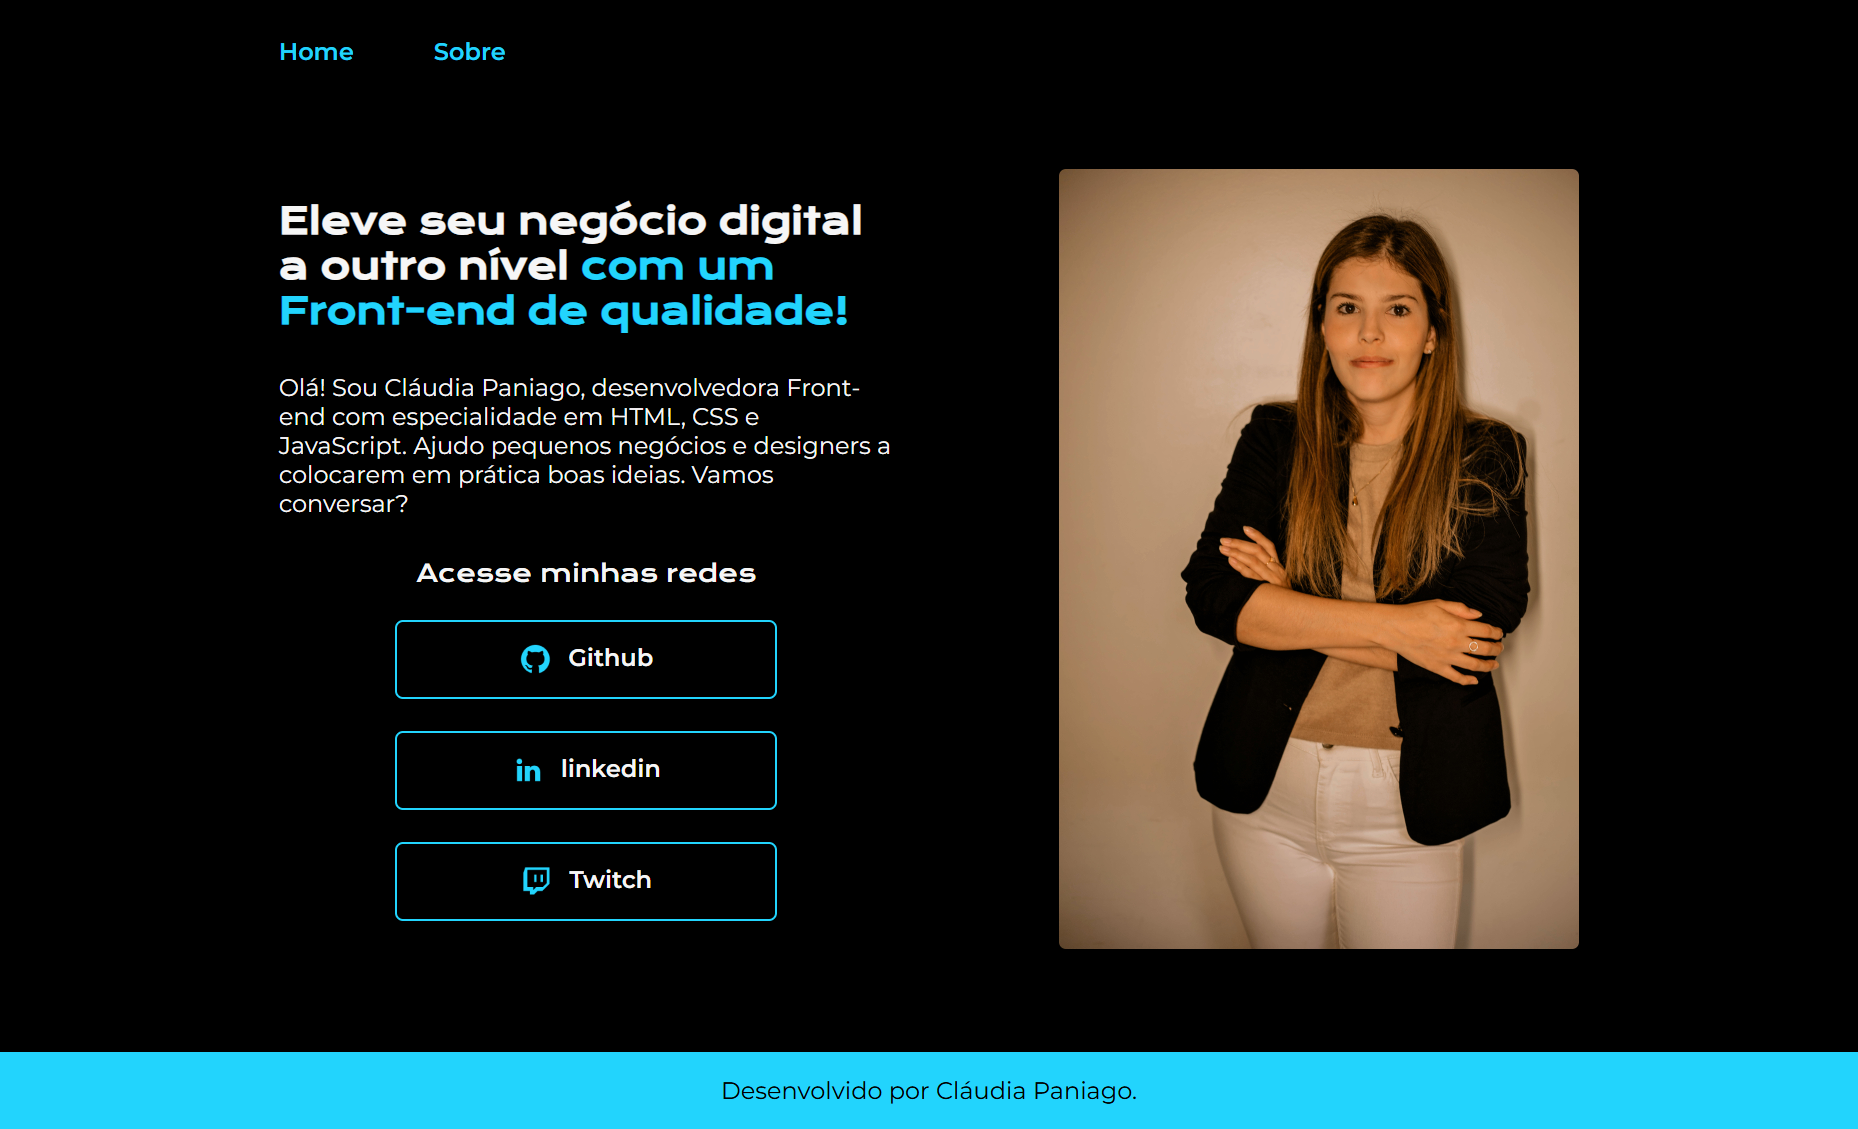 Home
Sobre
Eleve seu negócio digital
a outro nível com um
Front-end de qualidade!
Olá! Sou Cláudia Paniago, desenvolvedora Front-
end com especialidade em HTML, CSS e
JavaScript. Ajudo pequenos negócios e designers a
colocarem em prática boas ideias. Vamos
conversar?
Acesse minhas redes
Github
in linkedin
Twitch
Desenvolvido por Cláudia Paniago.